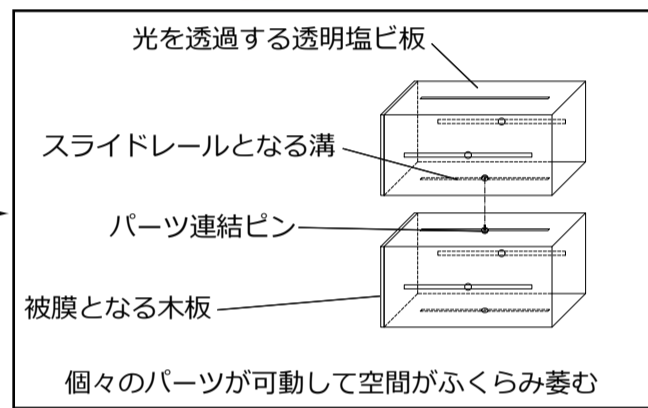 光を透過する透明塩ビ板
スライドレールとなる溝
パーツ連結ピン
被膜となる木板
個々のパーツが可動して空間がふくらみ萎む